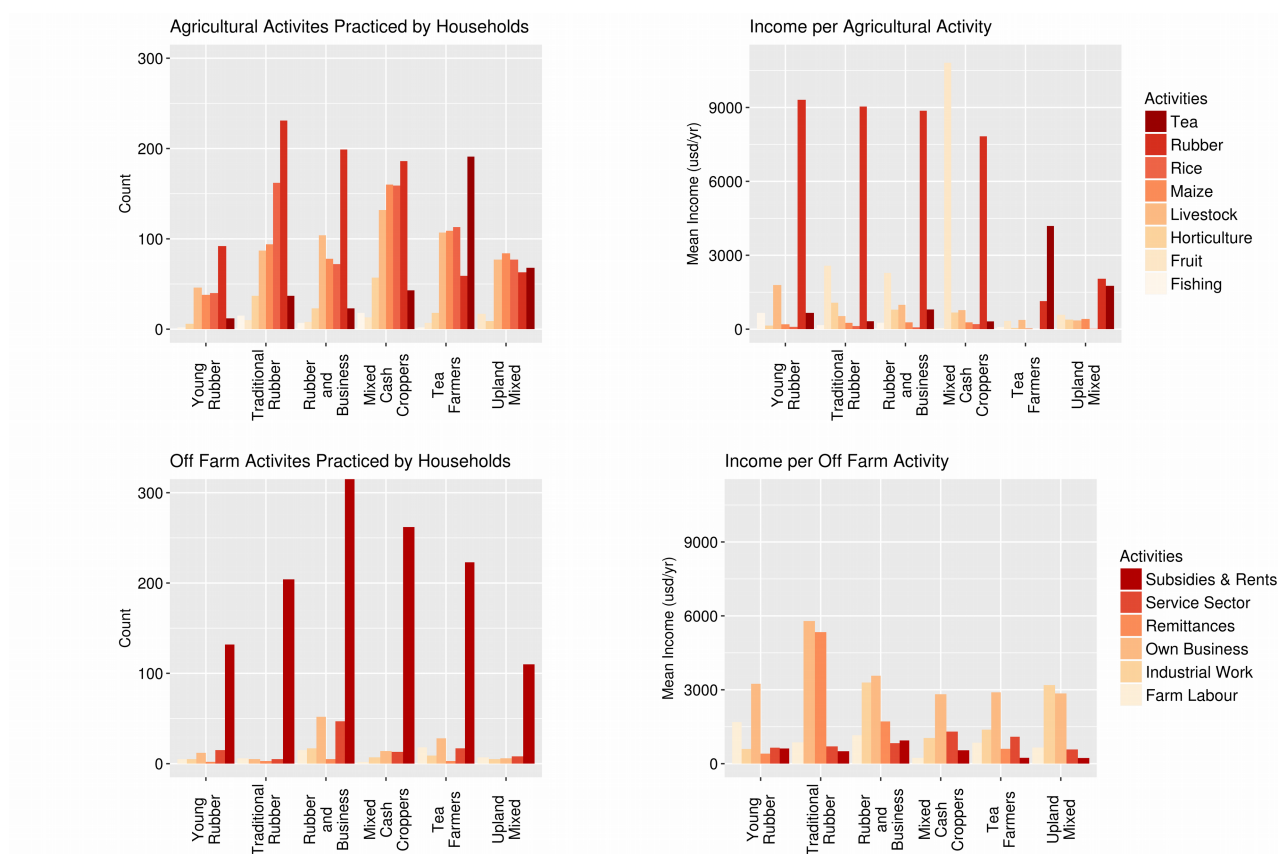 Agricultural Activites Practiced by Households
300
200
100
0
Count
Young
Rubber
Traditional
Rubber
Rubber
and
Business
Mixed
Cash
Croppers
Tea
Farmers
Upland
Mixed
Income per Agricultural Activity
9000
6000
3000
0
Mean Income (usd/yr)
Young
Rubber
Traditional
Rubber
Rubber
and
Business
Mixed
Cash
Croppers
Tea
Farmers
Upland
Mixed
Activities
Tea
Rubber
Rice
Maize
Livestock
Horticulture
Fruit
Fishing
Off Farm Activites Practiced by Households
300
200
100
0
Count
Young
Rubber
Traditional
Rubber
Rubber
and
Business
Mixed
Cash
Croppers
Tea
Farmers
Upland
Mixed
Income per Off Farm Activity
9000
6000
3000
0
Mean Income (usd/yr)
Young
Rubber
Traditional
Rubber
Rubber
and
Business
Mixed
Cash
Croppers
Tea
Farmers
Upland
Mixed
Activities
Subsidies & Rents
Service Sector
Remittances
Own Business
Industrial Work
Farm Labour